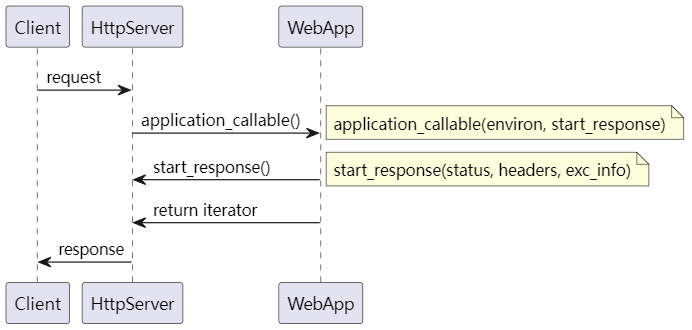 Client HttpServer WebApp
request
application_callable() application_callable(environ, start_response)
start_response() start_response(status, headers, exc_info)
return iterator
response
Client HttpServer WebApp